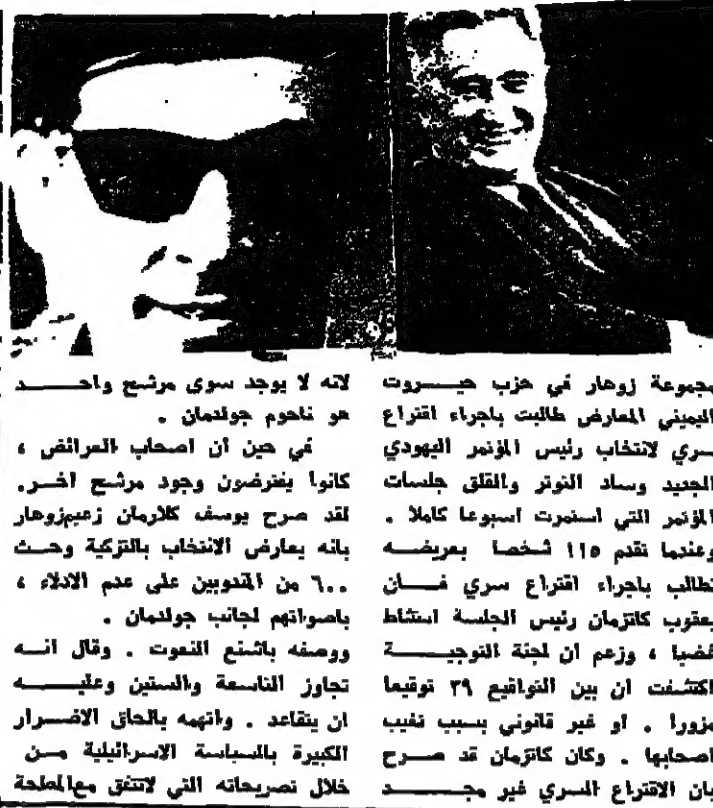 مجموعة زوهار في حزب حيروت
اليميني المعارض طالبت باجراء اقتراع
سري لانتخاب رئيس المؤتمر اليهودي
الجديد وساد التوتر والقلق جلسات
المؤتمر التي استمرت اسبوعا كاملا .
وعندما تقدم ١١٥ شخصا بعريضه
تطالب باجراء اقتراع سري فان
يعقوب كاتزمان رئيس الجلسة استشاط
غضبا ، وزعم ان لجنة التوجيه
اكتشفت ان بين التواقيع ٣٩ توقيعا
مزورا . او غير قانوني بسبب تغيب
اصحابها . وكان كاتزمان قد صرح
بان الاقتراع السري غير مجد
لانه لا يوجد سوى مرشح واحد
هو ناحوم جولدمان .
في حين ان اصحاب العرائض ،
كانوا يفترضون وجود مرشح اخر.
لقد صرح يوسف كلارمان زعيم زوهار
بانه يعارض الانتخاب بالتزكية وحث
٦٠٠ من المندوبين على عدم الادلاء ،
باصواتهم لجانب جولدمان .
ووصفه باشنع النعوت . وقال انه
تجاوز التاسعة والستين وعليه
ان يتقاعد . واتهمه بالحاق الاضرار
الكبيرة بالسياسة الاسرائيلية من
خلال تصريحاته التي لاتتفق مع المصلحة